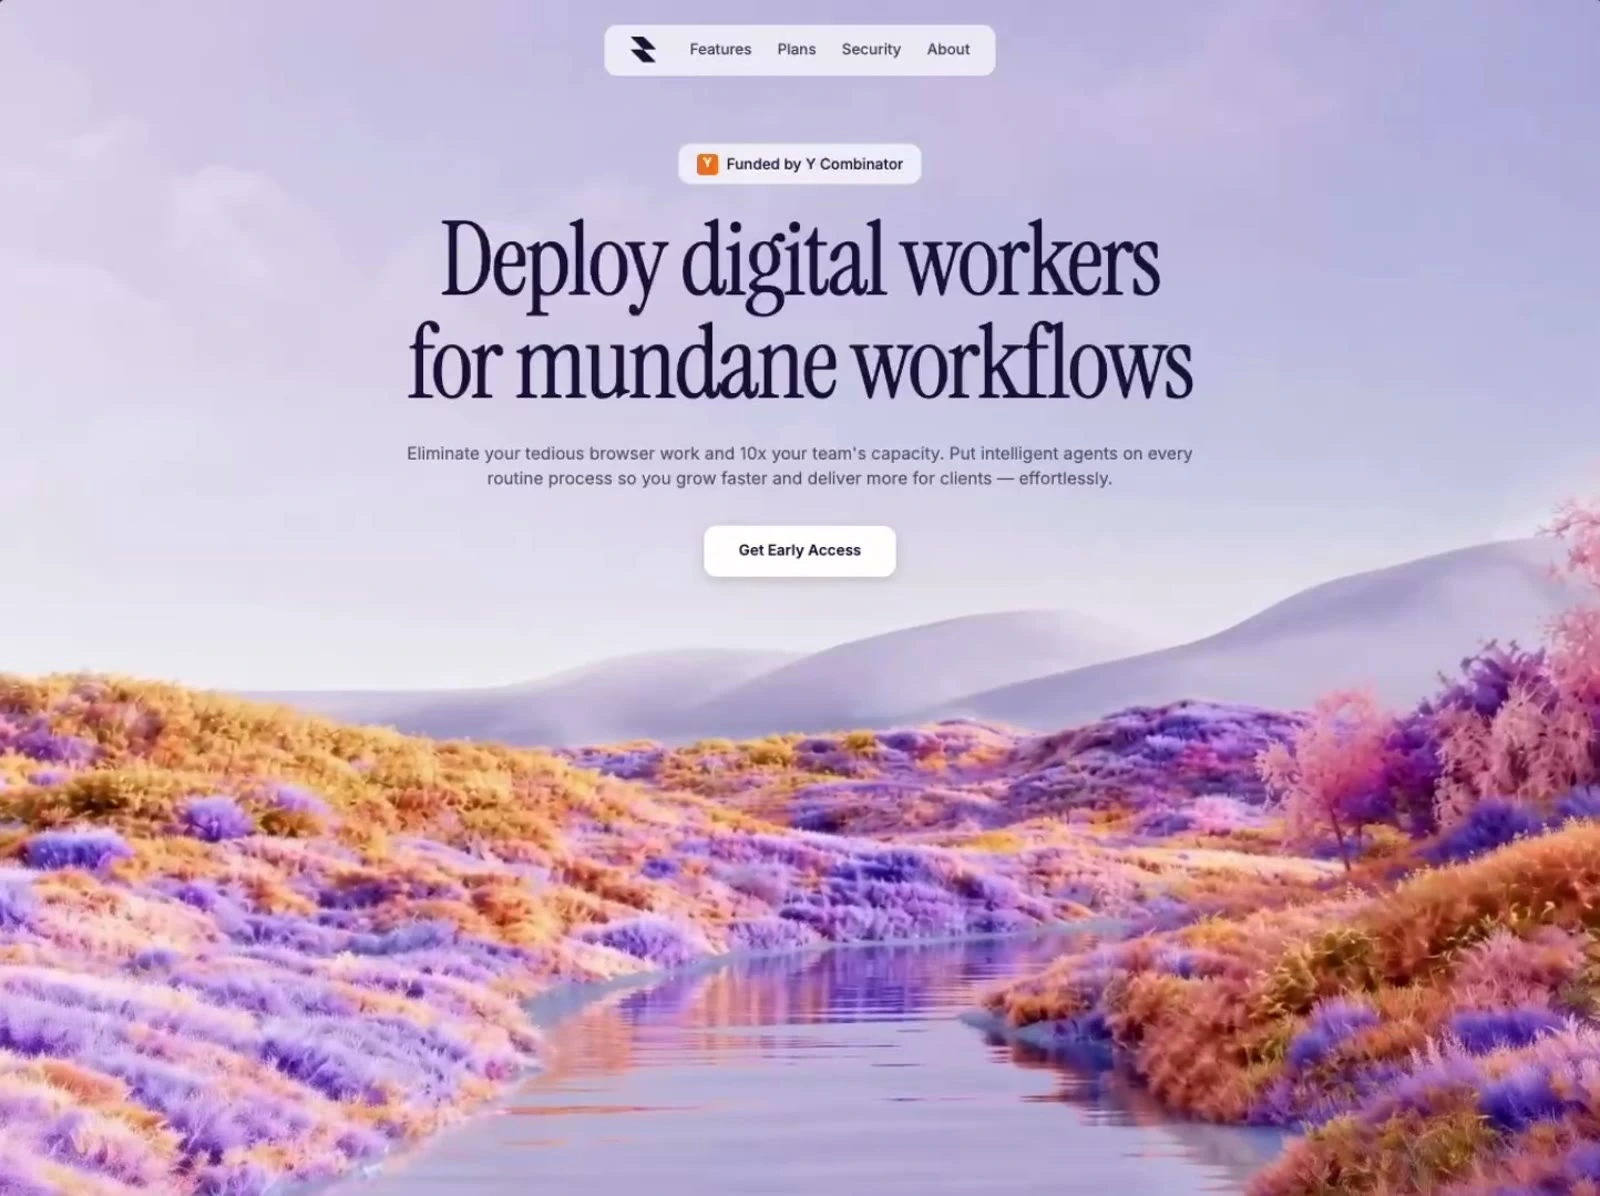 Features Plans Security About
Y Funded by Y Combinator
Deploy digital workers
for mundane workflows
Eliminate your tedious browser work and 10x your team's capacity. Put intelligent agents on every
routine process so you grow faster and deliver more for clients — effortlessly.
Get Early Access